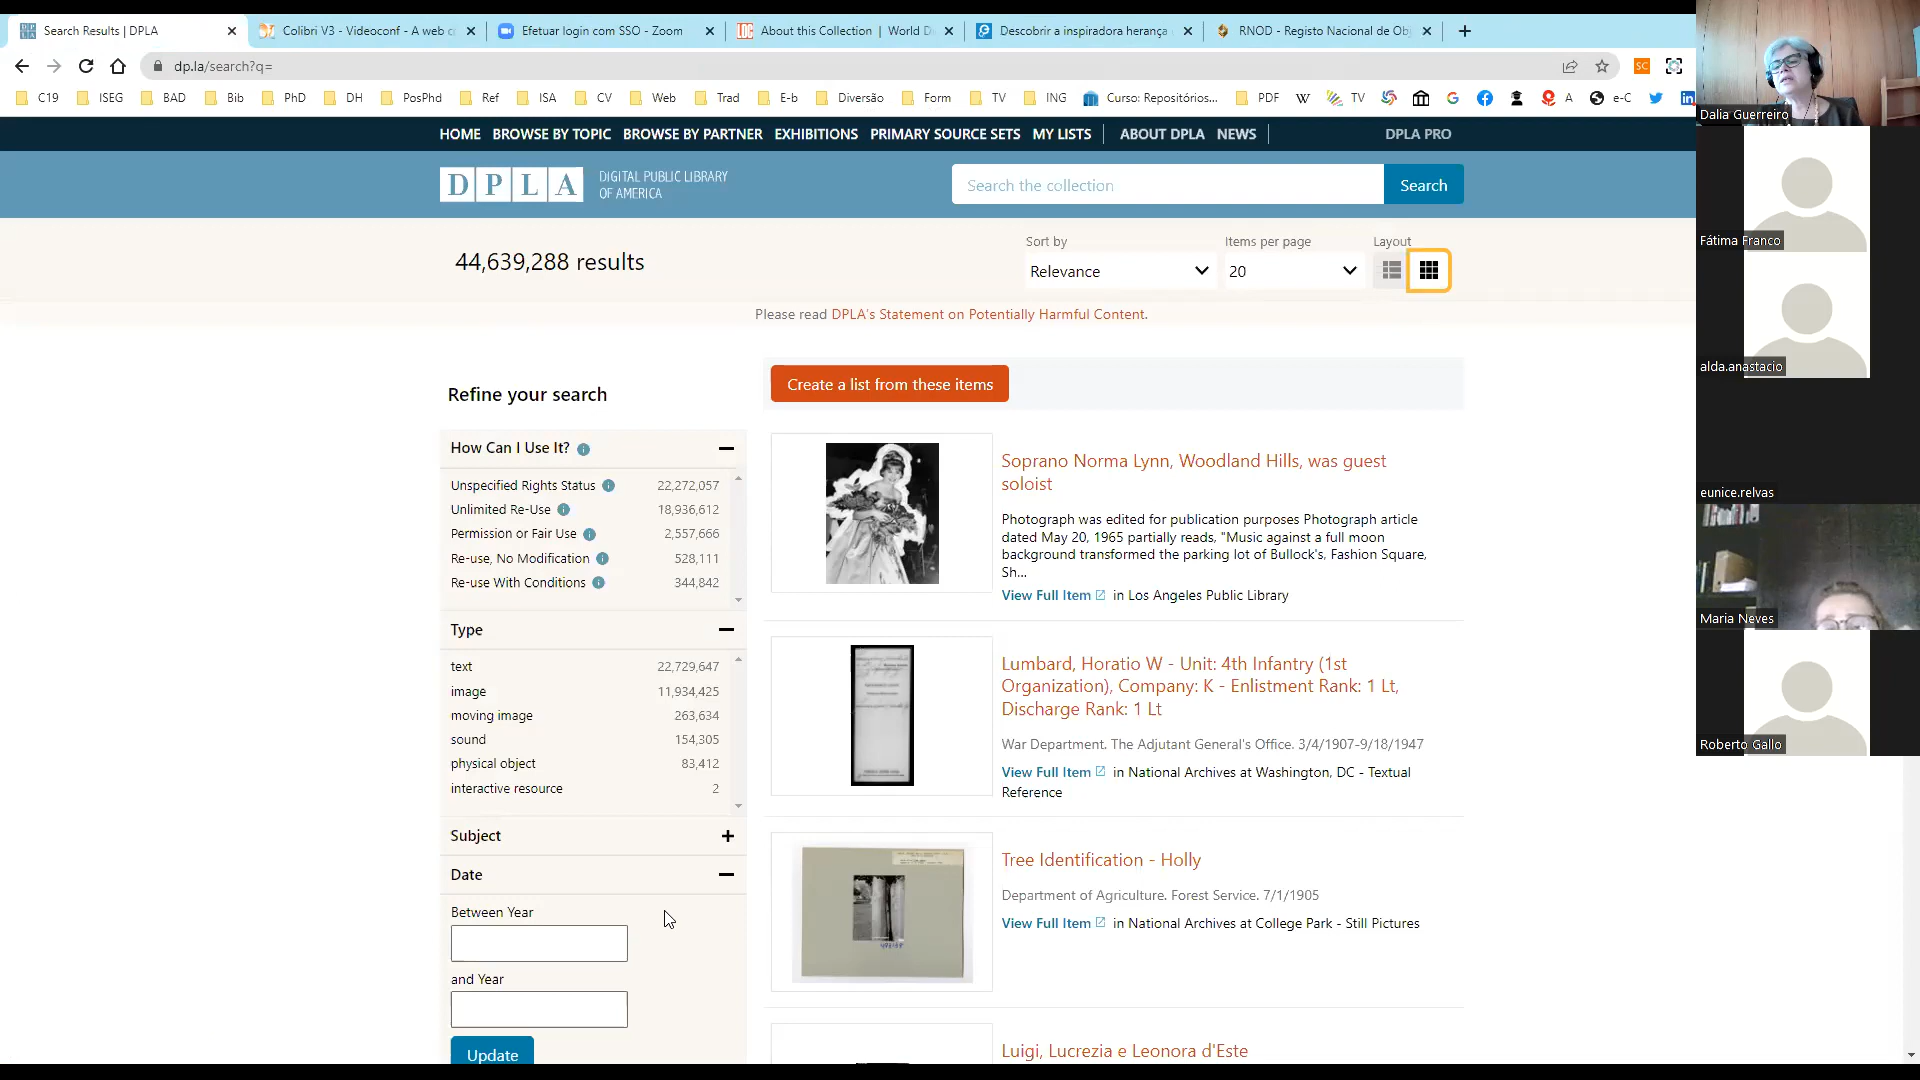 Search Results | DPLA
Colibri V3 - Videoconf - A web c
Efetuar login com SSO - Zoom
LOC About this Collection | World D
Descobrir a inspiradora herança
RNOD - Registo Nacional de Obj
dp.la/search?q=
SC
C19 ISEG BAD Bib PhD DH PosPhd Ref ISA CV Web Trad E-b Diversão Form TV ING Curso: Repositórios... PDF W TV A e-C
HOME BROWSE BY TOPIC BROWSE BY PARTNER EXHIBITIONS PRIMARY SOURCE SETS MY LISTS ABOUT DPLA NEWS DPLA PRO
DPLA
DIGITAL PUBLIC LIBRARY
OF AMERICA
Search the collection
Search
44,639,288 results
Sort by
Relevance
Items per page
20
Layout
Please read DPLA's Statement on Potentially Harmful Content.
Refine your search
How Can I Use It?
Unspecified Rights Status 22,272,057
Unlimited Re-Use 18,936,612
Permission or Fair Use 2,557,666
Re-use, No Modification 528,111
Re-use With Conditions 344,842
Type
text 22,729,647
image 11,934,425
moving image 263,634
sound 154,305
physical object 83,412
interactive resource 2
Subject
Date
Between Year
and Year
Update
Create a list from these items
Soprano Norma Lynn, Woodland Hills, was guest
soloist
Photograph was edited for publication purposes Photograph article
dated May 20, 1965 partially reads, "Music against a full moon
background transformed the parking lot of Bullock's, Fashion Square,
Sh...
View Full Item in Los Angeles Public Library
Lumbard, Horatio W - Unit: 4th Infantry (1st
Organization), Company: K - Enlistment Rank: 1 Lt,
Discharge Rank: 1 Lt
War Department. The Adjutant General's Office. 3/4/1907-9/18/1947
View Full Item in National Archives at Washington, DC - Textual
Reference
Tree Identification - Holly
Department of Agriculture. Forest Service. 7/1/1905
View Full Item in National Archives at College Park - Still Pictures
Luigi, Lucrezia e Leonora d'Este
Dalia Guerreiro
Fátima Franco
alda.anastacio
eunice.relvas
Maria Neves
Roberto Gallo